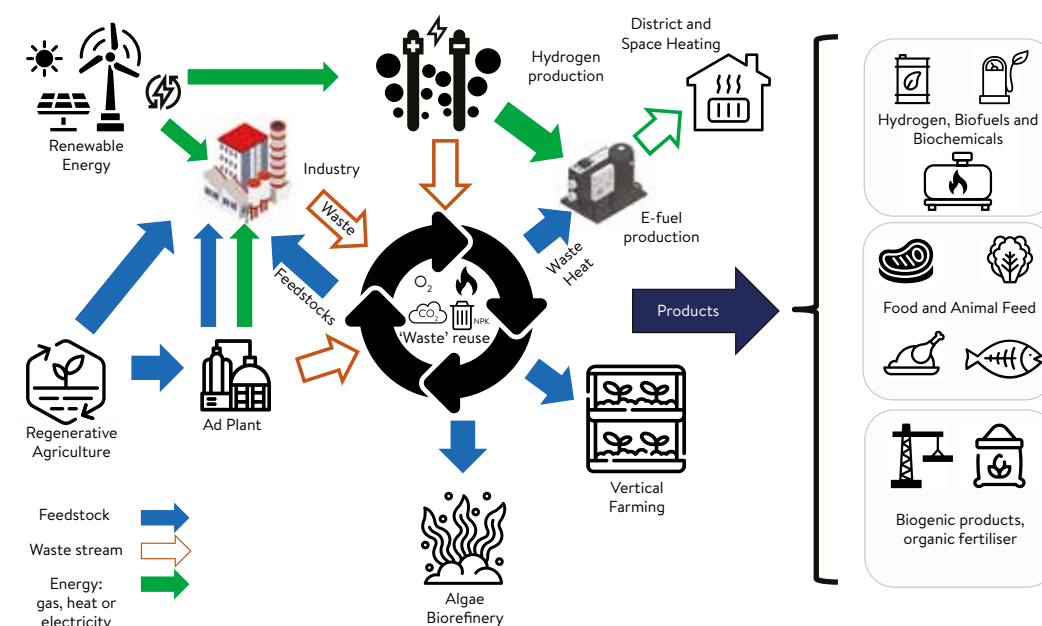 District and
Space Heating
Hydrogen
production
Renewable
Energy
Industry
Waste
E-fuel
production
Waste
Heat
Feedstocks
O2
CO2
NPK
'Waste' reuse
Products
Regenerative
Agriculture
Ad Plant
Vertical
Farming
Algae
Biorefinery
Feedstock
Waste stream
Energy:
gas, heat or
electricity
Hydrogen, Biofuels and
Biochemicals
Food and Animal Feed
Biogenic products,
organic fertiliser